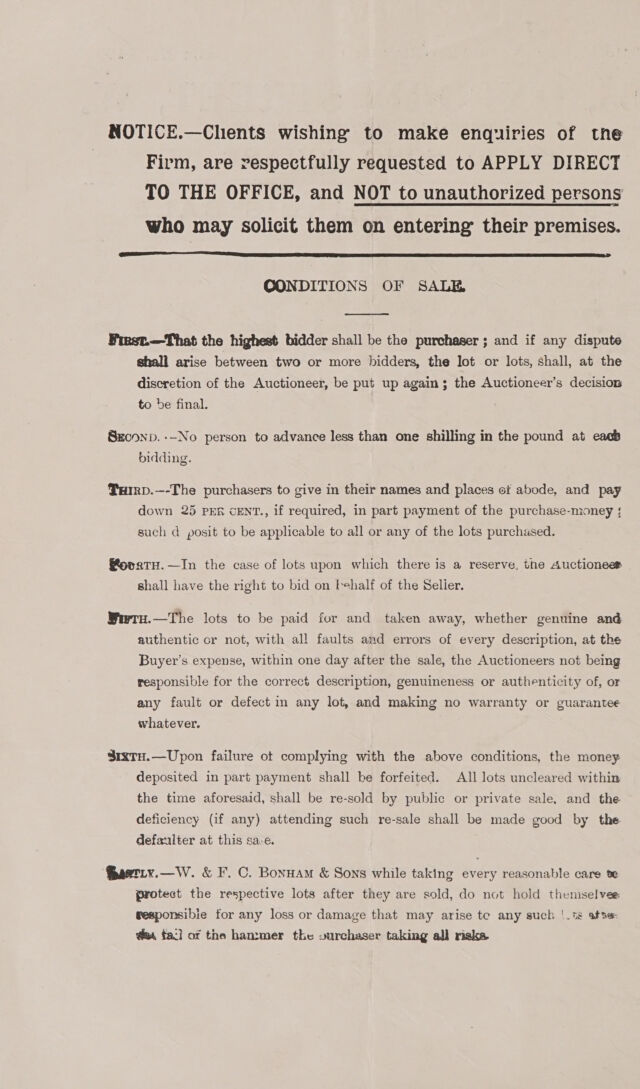 NOTICE.—Clients wishing to make enquiries of the
Firm, are respectfully requested to APPLY DIRECT
TO THE OFFICE, and NOT to unauthorized persons
who may solicit them on entering their premises.
CONDITIONS OF SALE.
FIRST.—That the highest bidder shall be the purchaser; and if any dispute
shall arise between two or more bidders, the lot or lots, shall, at the
discretion of the Auctioneer, be put up again; the Auctioneer's decision
to be final.
SECOND.—No person to advance less than one shilling in the pound at each
bidding.
THIRD.—The purchasers to give in their names and places of abode, and pay
down 25 PER CENT., if required, in part payment of the purchase-money;
such d posit to be applicable to all or any of the lots purchased.
FOURTH.—In the case of lots upon which there is a reserve, the Auctioneer
shall have the right to bid on behalf of the Seller.
FIFTH.—The lots to be paid for and taken away, whether genuine and
authentic or not, with all faults and errors of every description, at the
Buyer's expense, within one day after the sale, the Auctioneers not being
responsible for the correct description, genuineness or authenticity of, or
any fault or defect in any lot, and making no warranty or guarantee
whatever.
SIXTH.—Upon failure of complying with the above conditions, the money
deposited in part payment shall be forfeited. All lots uncleared within
the time aforesaid, shall be re-sold by public or private sale, and the
deficiency (if any) attending such re-sale shall be made good by the
defaulter at this sale.
LASTLY.—W. & F. C. BONHAM & SONS while taking every reasonable care to
protect the respective lots after they are sold, do not hold themselves
responsible for any loss or damage that may arise to any such lots after
the fall of the hammer the purchaser taking all risks.